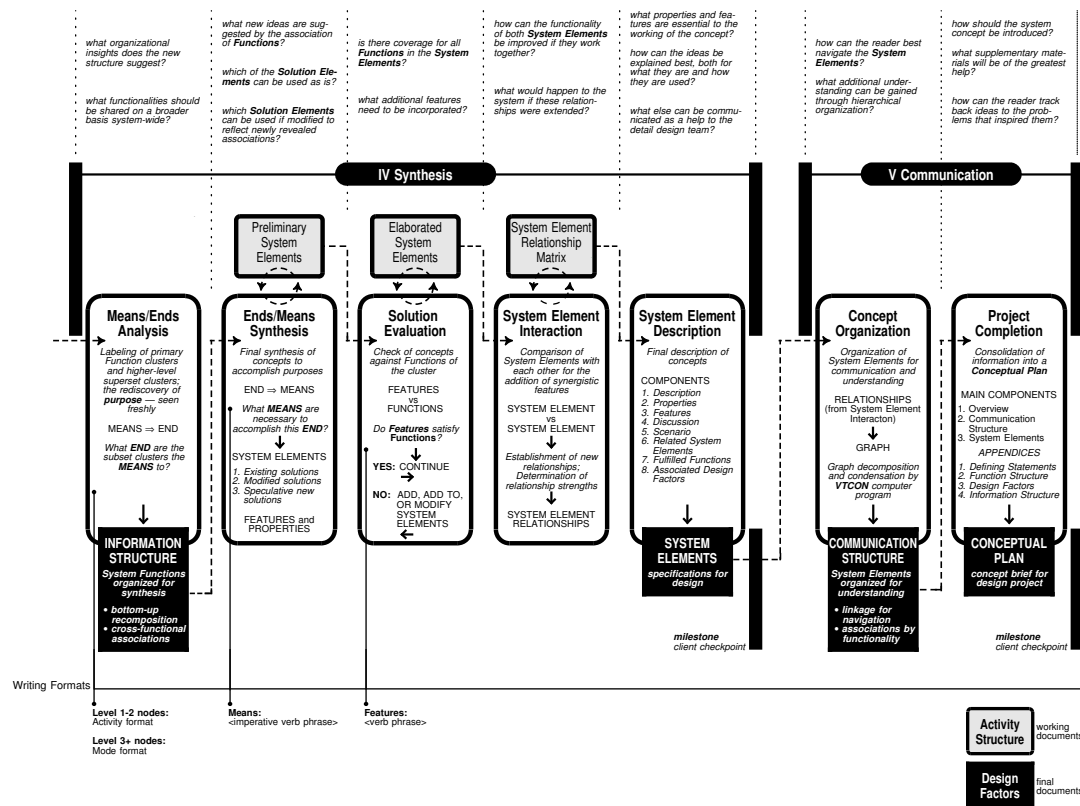 what organizational
insights does the new
structure suggest?
what functionalities should
be shared on a broader
basis system-wide?
what new ideas are sug-
gested by the association
of Functions?
which of the Solution Ele-
ments can be used as is?
which Solution Elements
can be used if modified to
reflect newly revealed
associations?
is there coverage for all
Functions in the System
Elements?
what additional features
need to be incorporated?
how can the functionality
of both System Elements
be improved if they work
together?
what would happen to the
system if these relation-
ships were extended?
what properties and fea-
tures are essential to the
working of the concept?
how can the ideas be
explained best, both for
what they are and how
they are used?
what else can be commu-
nicated as a help to the
detail design team?
how can the reader best
navigate the System
Elements?
what additional under-
standing can be gained
through hierarchical
organization?
how should the system
concept be introduced?
what supplementary mate-
rials will be of the greatest
help?
how can the reader track
back ideas to the prob-
lems that inspired them?
IV Synthesis
V Communication
Preliminary
System
Elements
Elaborated
System
Elements
System Element
Relationship
Matrix
Means/Ends
Analysis
Labeling of primary
Function clusters
and higher-level
superset clusters;
the rediscovery of
purpose — seen
freshly
MEANS ⇒ END
What END are the
subset clusters the
MEANS to?
INFORMATION
STRUCTURE
System Functions
organized for
synthesis
• bottom-up
recomposition
• cross-functional
associations
Ends/Means
Synthesis
Final synthesis of
concepts to
accomplish purposes
END ⇒ MEANS
What MEANS are
necessary to
accomplish this END?
SYSTEM ELEMENTS
1. Existing solutions
2. Modified solutions
3. Speculative new
solutions
FEATURES and
PROPERTIES
Solution
Evaluation
Check of concepts
against Functions of
the cluster
FEATURES
vs
FUNCTIONS
Do Features satisfy
Functions?
YES: CONTINUE
NO: ADD, ADD TO,
OR MODIFY
SYSTEM
ELEMENTS
System Element
Interaction
Comparison of
System Elements with
each other for the
addition of synergistic
features
SYSTEM ELEMENT
vs
SYSTEM ELEMENT
Establishment of new
relationships;
Determination of
relationship strengths
SYSTEM ELEMENT
RELATIONSHIPS
System Element
Description
Final description of
concepts
COMPONENTS
1. Description
2. Properties
3. Features
4. Discussion
5. Scenario
6. Related System
Elements
7. Fulfilled Functions
8. Associated Design
Factors
SYSTEM
ELEMENTS
specifications for
design
milestone
client checkpoint
Concept
Organization
Organization of
System Elements for
communication and
understanding
RELATIONSHIPS
(from System Element
Interacton)
GRAPH
Graph decomposition
and condensation by
VTCON computer
program
COMMUNICATION
STRUCTURE
System Elements
organized for
understanding
• linkage for
navigation
• associations by
functionality
Project
Completion
Consolidation of
information into a
Conceptual Plan
MAIN COMPONENTS
1. Overview
2. Communication
Structure
3. System Elements
APPENDICES
1. Defining Statements
2. Function Structure
3. Design Factors
4. Information Structure
CONCEPTUAL
PLAN
concept brief for
design project
milestone
client checkpoint
Writing Formats
Level 1-2 nodes:
Activity format
Level 3+ nodes:
Mode format
Means:
<imperative verb phrase>
Features:
<verb phrase>
Activity
Structure
working
documents
Design
Factors
final
documents